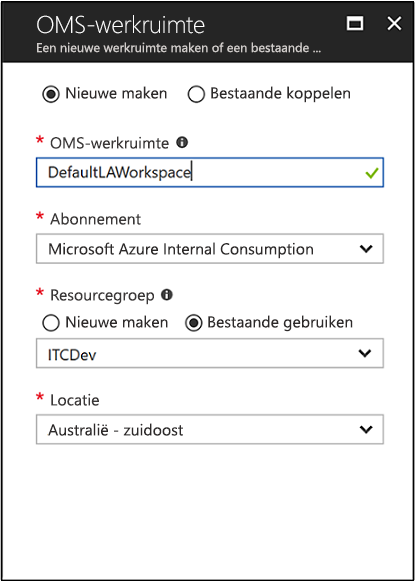 OMS-werkruimte
Een nieuwe werkruimte maken of een bestaande ...
Nieuwe maken Bestaande koppelen
* OMS-werkruimte
DefaultLAWorkspace
* Abonnement
Microsoft Azure Internal Consumption
* Resourcegroep
Nieuwe maken Bestaande gebruiken
ITCDev
* Locatie
Australië - zuidoost